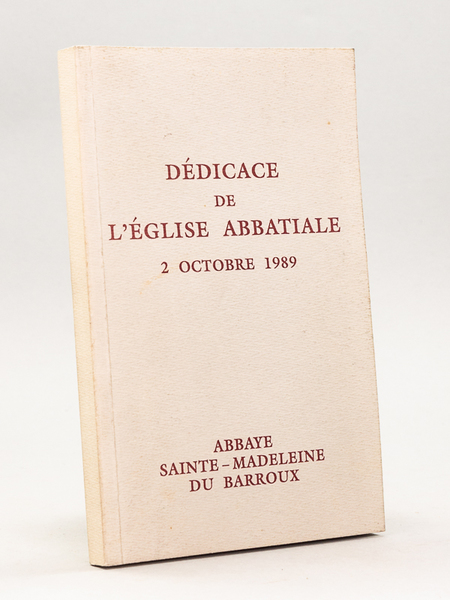 DÉDICACE
DE
L'ÉGLISE ABBATIALE
2 OCTOBRE 1989
ABBAYE
SAINTE-MADELEINE
DU BARROUX